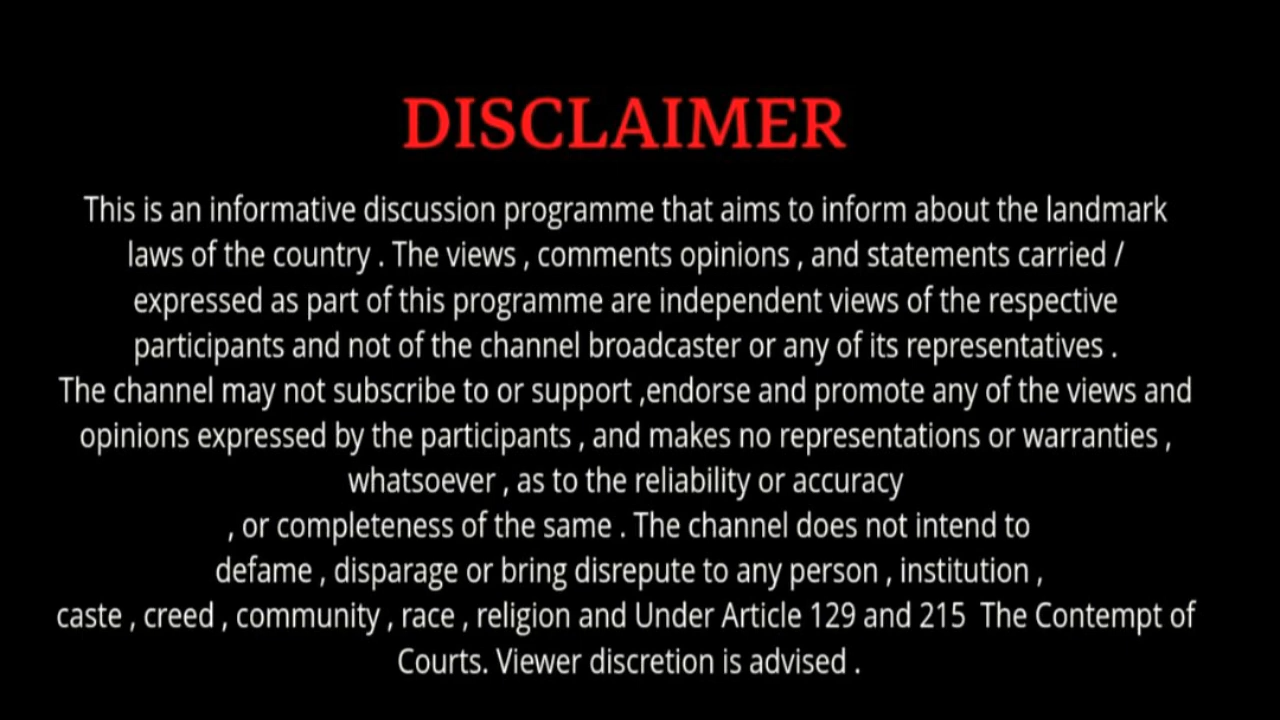 DISCLAIMER
This is an informative discussion programme that aims to inform about the landmark
laws of the country . The views , comments opinions , and statements carried /
expressed as part of this programme are independent views of the respective
participants and not of the channel broadcaster or any of its representatives .
The channel may not subscribe to or support ,endorse and promote any of the views and
opinions expressed by the participants , and makes no representations or warranties ,
whatsoever , as to the reliability or accuracy
, or completeness of the same . The channel does not intend to
defame , disparage or bring disrepute to any person , institution ,
caste , creed , community , race , religion and Under Article 129 and 215  The Contempt of
Courts. Viewer discretion is advised .